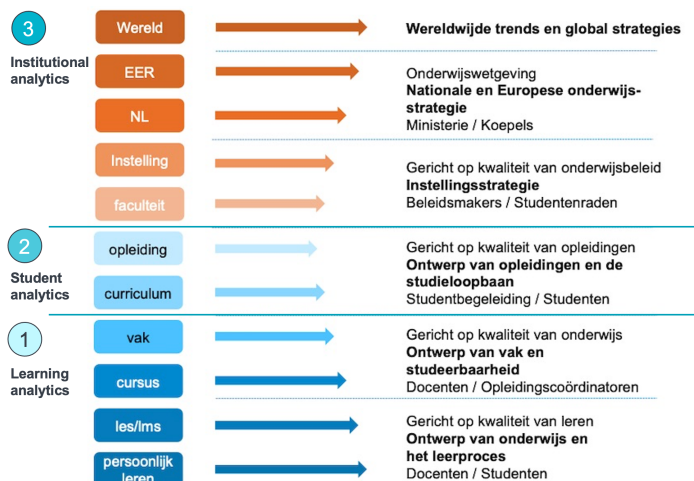 3
Institutional
analytics
Wereld
Wereldwijde trends en global strategies
EER
NL
Onderwijswetgeving
Nationale en Europese onderwijs-
strategie
Ministerie / Koepels
Instelling
faculteit
Gericht op kwaliteit van onderwijsbeleid
Instellingsstrategie
Beleidsmakers / Studentenraden
2
Student
analytics
opleiding
curriculum
Gericht op kwaliteit van opleidingen
Ontwerp van opleidingen en de
studieloopbaan
Studentbegeleiding / Studenten
1
Learning
analytics
vak
cursus
Gericht op kwaliteit van onderwijs
Ontwerp van vak en
studeerbaarheid
Docenten / Opleidingscoördinatoren
les/lms
persoonlijk
leren
Gericht op kwaliteit van leren
Ontwerp van onderwijs en
het leerproces
Docenten / Studenten